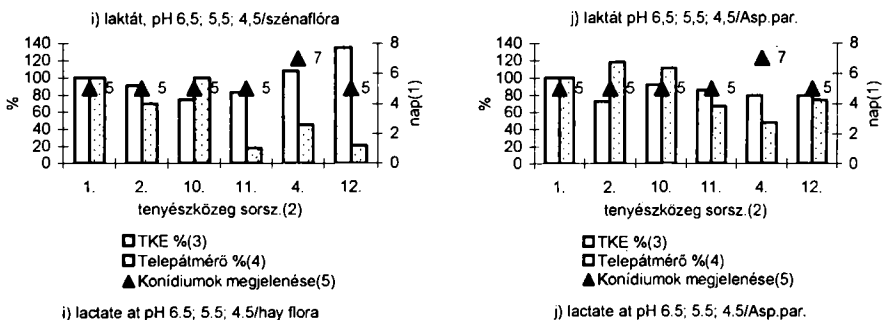 i) laktát, pH 6,5; 5,5; 4,5/szénaflóra
140
120
100
80
60
40
20
0
%
8
6
4
2
0
nap(1)
5 5 5 5 7 5
1. 2. 10. 11. 4. 12.
tenyészközeg sorsz.(2)
TKE %(3)
Telepátmérő %(4)
Konídiumok megjelenése(5)
i) lactate at pH 6.5; 5.5; 4.5/hay flora
j) laktát pH 6,5; 5,5; 4,5/Asp.par.
140
120
100
80
60
40
20
0
%
8
6
4
2
0
nap(1)
5 5 5 5 7 5
1. 2. 10. 11. 4. 12.
tenyészközeg sorsz.(2)
TKE %(3)
Telepátmérő %(4)
Konídiumok megjelenése(5)
j) lactate at pH 6.5; 5.5; 4.5/Asp.par.